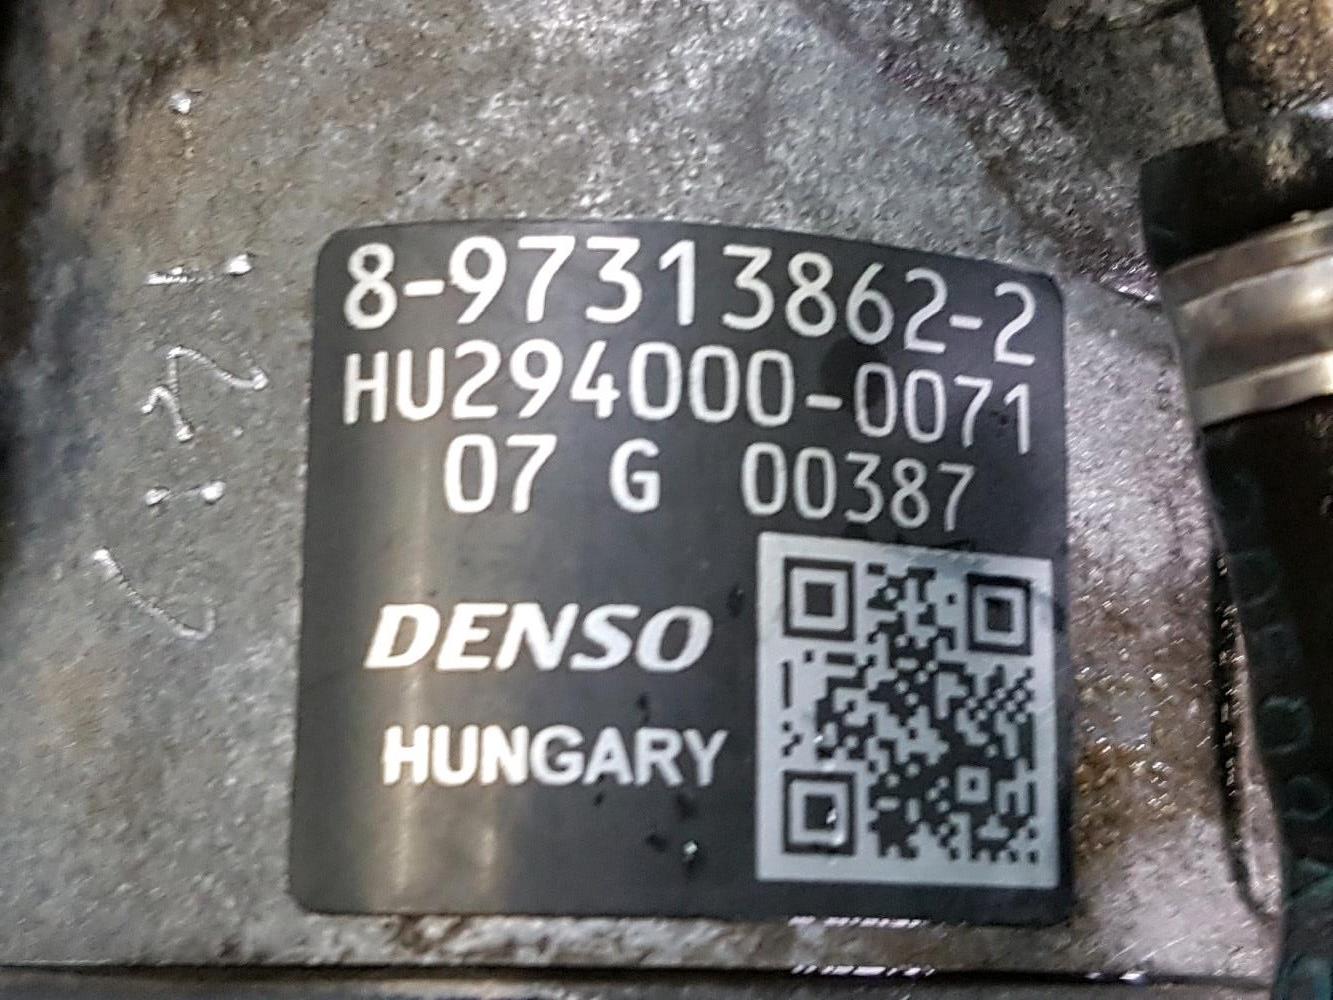 8-97313862-2
HU294000-0071
07 G 00387
DENSO
HUNGARY